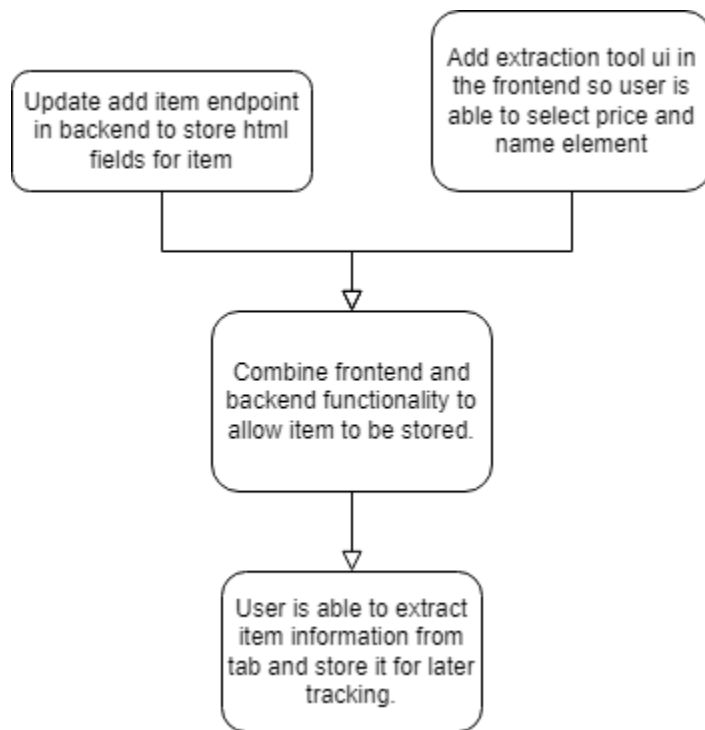 Update add item endpoint
in backend to store html
fields for item
Add extraction tool ui in
the frontend so user is
able to select price and
name element
Combine frontend and
backend functionality to
allow item to be stored.
User is able to extract
item information from
tab and store it for later
tracking.